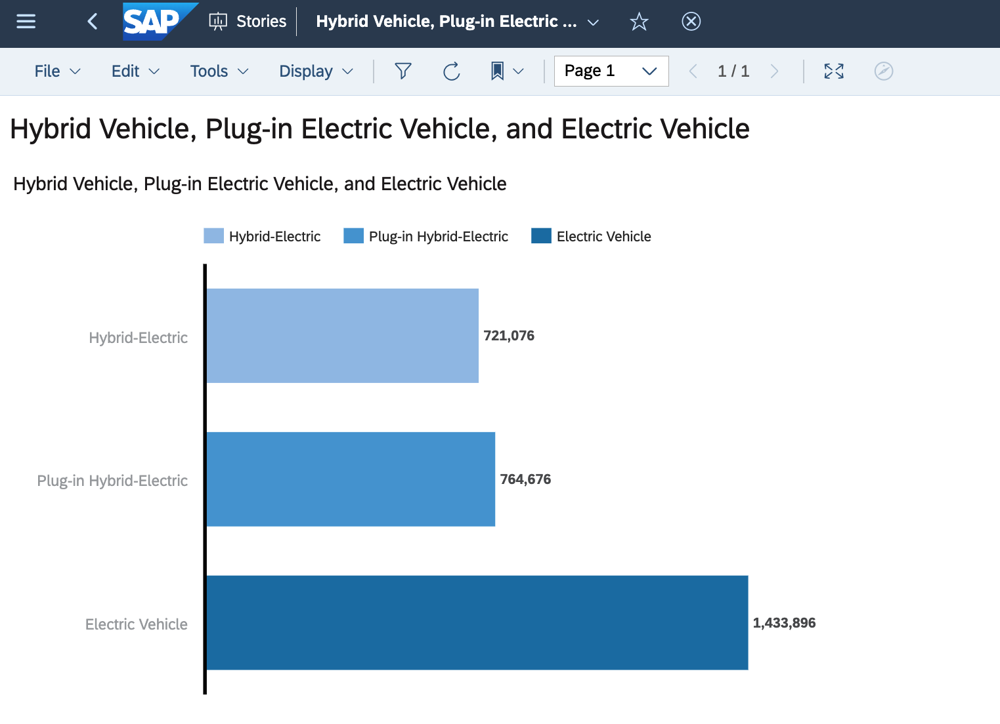 SAP Stories Hybrid Vehicle, Plug-in Electric ...
File Edit Tools Display Page 1 1 / 1
Hybrid Vehicle, Plug-in Electric Vehicle, and Electric Vehicle
Hybrid Vehicle, Plug-in Electric Vehicle, and Electric Vehicle
Hybrid-Electric Plug-in Hybrid-Electric Electric Vehicle
Hybrid-Electric 721,076
Plug-in Hybrid-Electric 764,676
Electric Vehicle 1,433,896